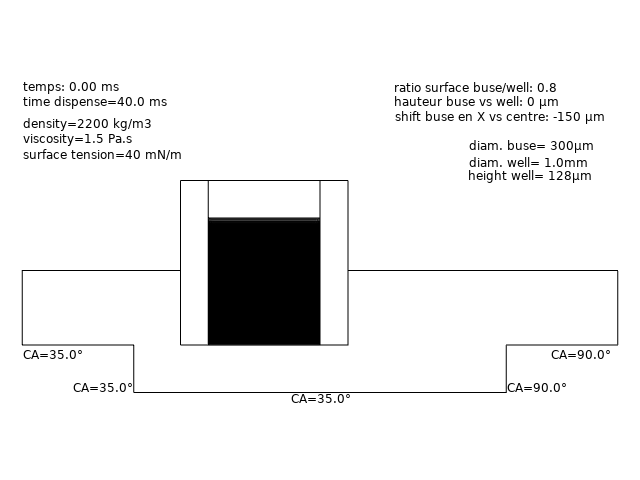 temps: 0.00 ms
time dispense=40.0 ms
density=2200 kg/m3
viscosity=1.5 Pa.s
surface tension=40 mN/m
ratio surface buse/well: 0.8
hauteur buse vs well: 0 µm
shift buse en X vs centre: -150 µm
diam. buse= 300µm
diam. well= 1.0mm
height well= 128µm
CA=35.0°
CA=90.0°
CA=35.0°
CA=90.0°
CA=35.0°